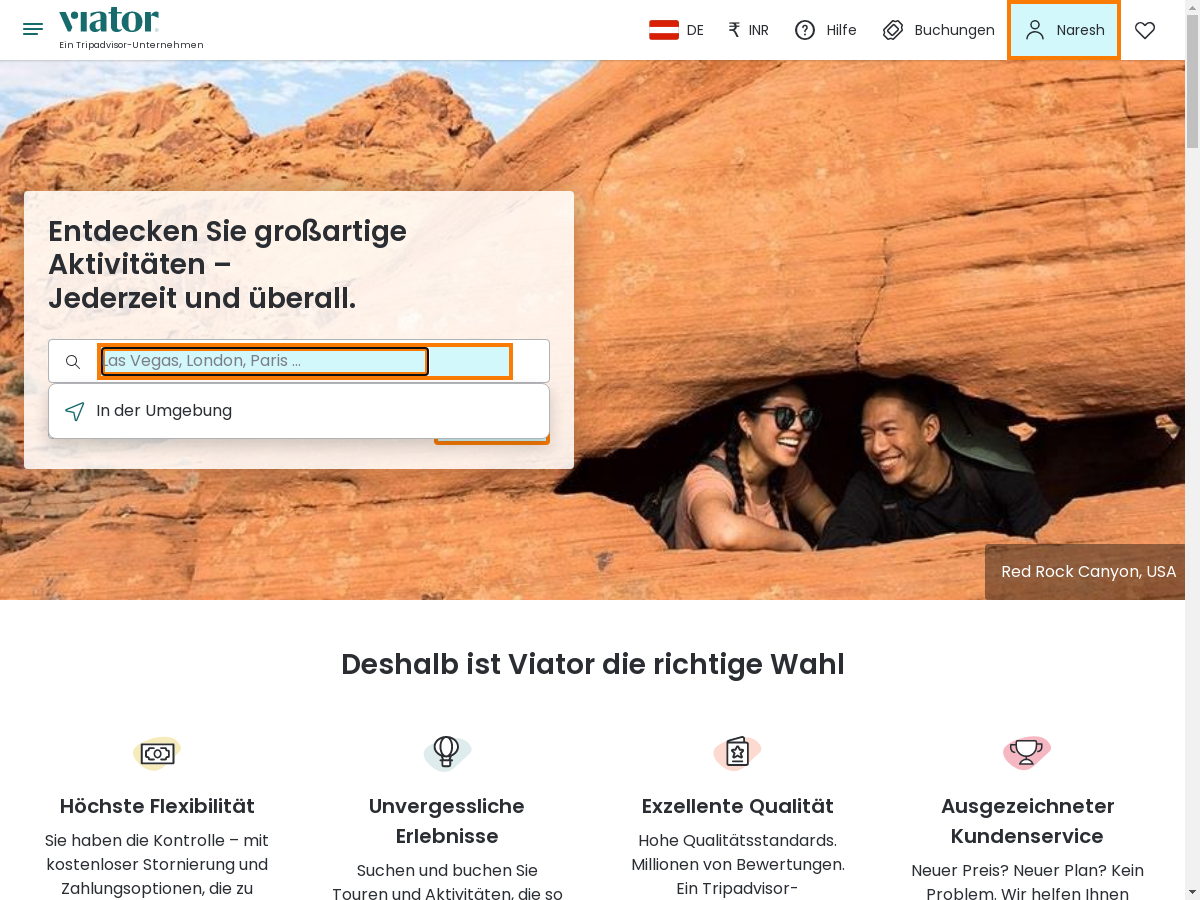 viator
Ein Tripadvisor-Unternehmen
DE
₹ INR
Hilfe
Buchungen
Naresh
Entdecken Sie großartige
Aktivitäten –
Jederzeit und überall.
Las Vegas, London, Paris ...
In der Umgebung
Red Rock Canyon, USA
Deshalb ist Viator die richtige Wahl
Höchste Flexibilität
Sie haben die Kontrolle – mit
kostenloser Stornierung und
Zahlungsoptionen, die zu
Unvergessliche
Erlebnisse
Suchen und buchen Sie
Touren und Aktivitäten, die so
Exzellente Qualität
Hohe Qualitätsstandards.
Millionen von Bewertungen.
Ein Tripadvisor-
Ausgezeichneter
Kundenservice
Neuer Preis? Neuer Plan? Kein
Problem. Wir helfen Ihnen